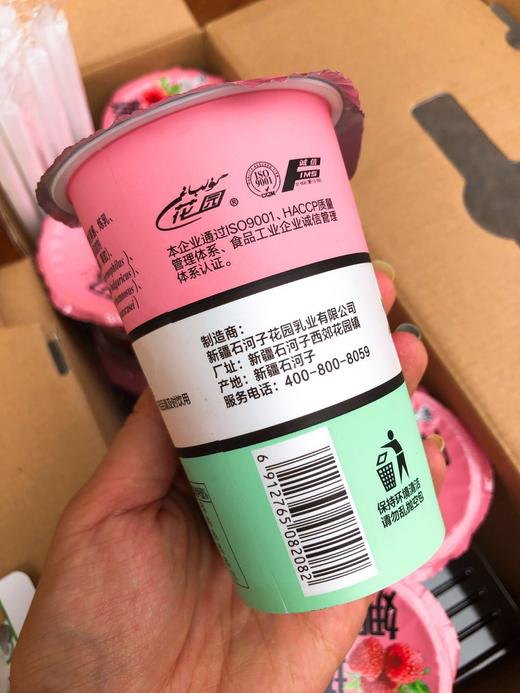 诚信
IMS
ISO
9001
CQM
花园®
本企业通过ISO9001、HACCP质量
管理体系、食品工业企业诚信管理
体系认证。
制造商：
新疆石河子花园乳业有限公司
厂址：新疆石河子西郊花园镇
产地：新疆石河子
服务电话：400-800-8059
6 912765 082082
保持环境清洁
请勿乱抛空包